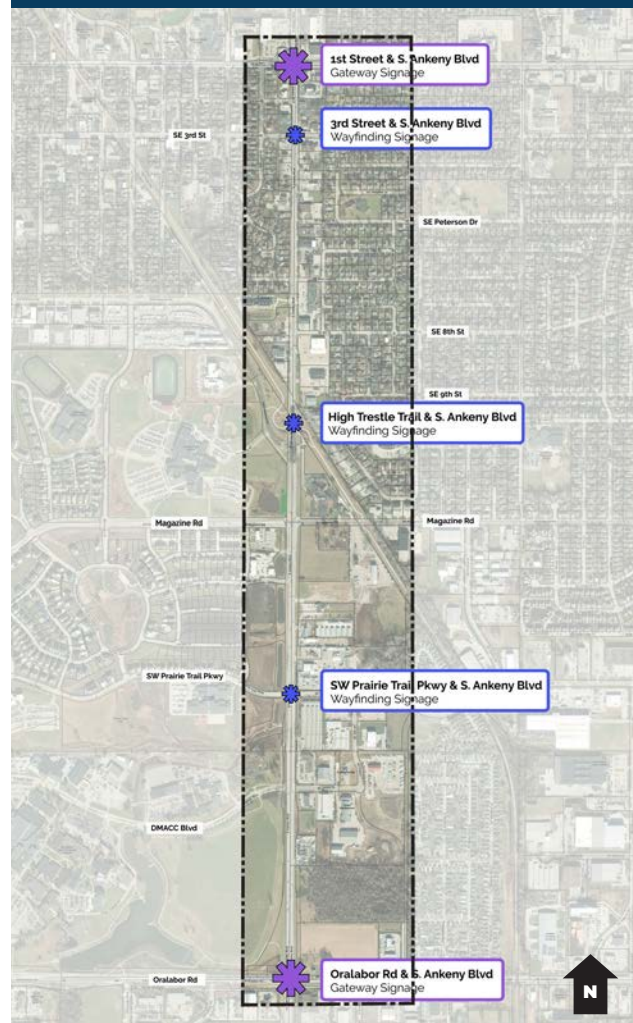 1st Street & S. Ankeny Blvd
Gateway Signage
3rd Street & S. Ankeny Blvd
Wayfinding Signage
SE 3rd St
SE Peterson Dr
SE 8th St
SE 9th St
High Trestle Trail & S. Ankeny Blvd
Wayfinding Signage
Magazine Rd
Magazine Rd
SW Prairie Trail Pkwy
SW Prairie Trail Pkwy & S. Ankeny Blvd
Wayfinding Signage
DMACC Blvd
Oralabor Rd
Oralabor Rd & S. Ankeny Blvd
Gateway Signage
N